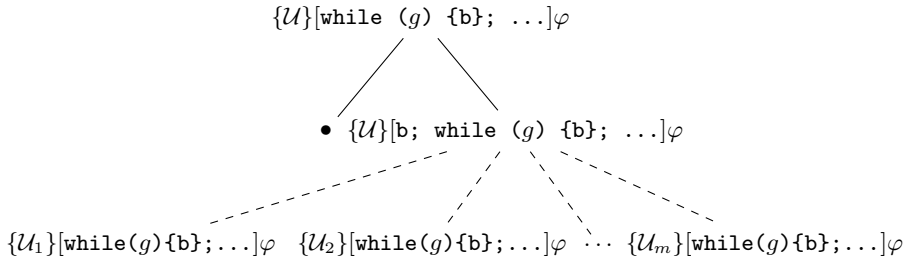 {𝒰}[while (g) {b}; ...]φ
• {𝒰}[b; while (g) {b}; ...]φ
{𝒰₁}[while(g){b};...]φ {𝒰₂}[while(g){b};...]φ ⋯ {𝒰ₘ}[while(g){b};...]φ